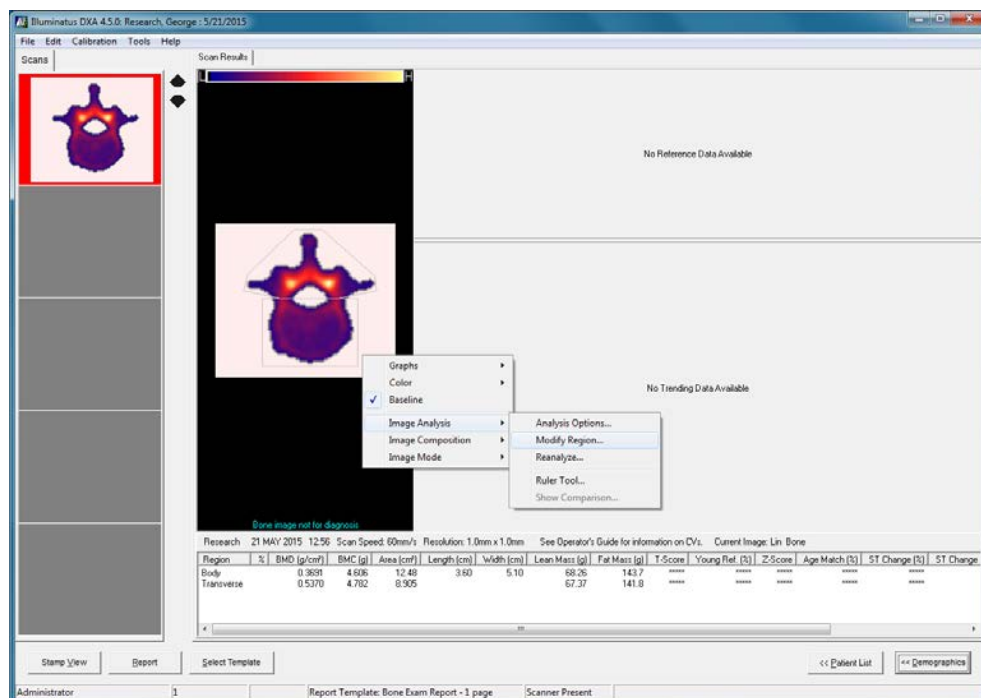 Illuminatus DXA 4.5.0: Research, George : 5/21/2015
File Edit Calibration Tools Help
Scans
Scan Results
L H
No Reference Data Available
Graphs
Color
Baseline
Image Analysis
Image Composition
Image Mode
Analysis Options...
Modify Region...
Reanalyze...
Ruler Tool...
Show Comparison...
No Trending Data Available
Bone image not for diagnosis
Research 21 MAY 2015 12:56 Scan Speed: 60mm/s Resolution: 1.0mm x 1.0mm See Operator's Guide for information on CVs. Current Image: Lin Bone
Region % BMD (g/cm²) BMC (g) Area (cm²) Length (cm) Width (cm) Lean Mass (g) Fat Mass (g) T-Score Young Ref. (%) Z-Score Age Match (%) ST Change (%) ST Change
Body 0.3691 4.606 12.48 3.60 5.10 68.26 143.7 ***** ***** ***** ***** *****
Transverse 0.5370 4.782 8.905 67.37 141.8 ***** ***** ***** ***** *****
Stamp View Report Select Template << Patient List << Demographics
Administrator 1 Report Template: Bone Exam Report - 1 page Scanner Present